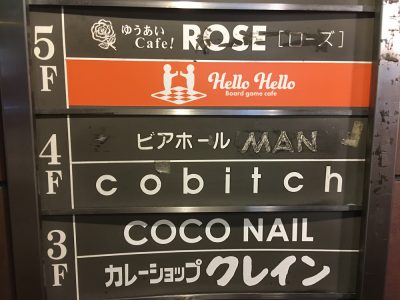 5F
ゆうあい Cafe! ROSE [ローズ]
Hello Hello
Board game cafe
4F
ビアホール MAN
cobitch
3F
COCO NAIL
カレーショップ クレイン